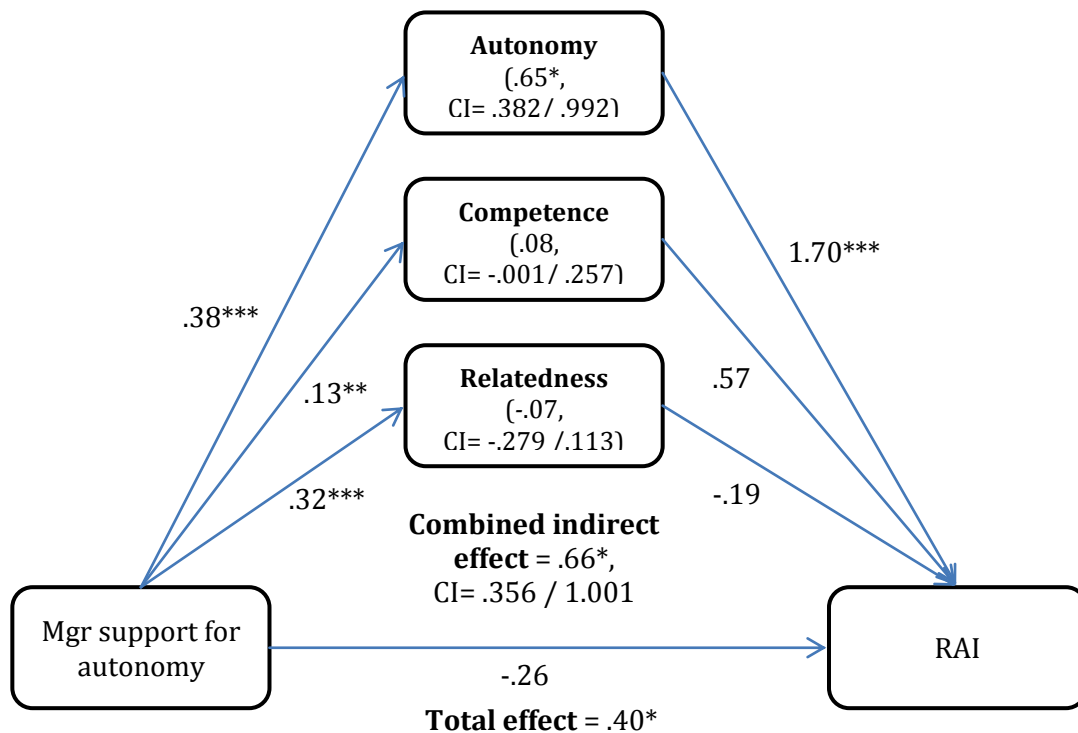 Autonomy
(.65*,
CI= .382/ .992)
Competence
(.08,
CI= -.001/ .257)
1.70***
.38***
Relatedness
(-.07,
CI= -.279 /.113)
.57
.13**
.32***
-.19
Combined indirect
effect = .66*,
CI= .356 / 1.001
Mgr support for
autonomy
RAI
-.26
Total effect = .40*